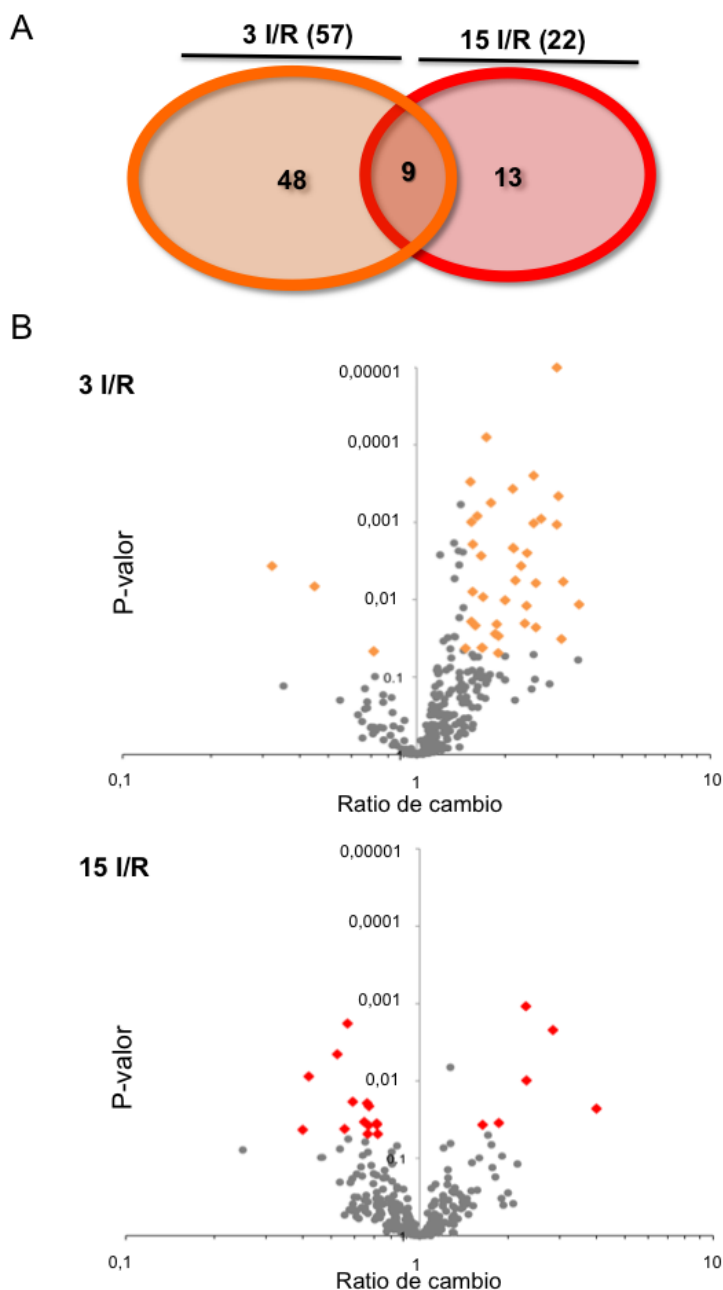 A
3 I/R (57)
15 I/R (22)
48
9
13
B
3 I/R
0,00001
0,0001
0,001
0,01
0.1
P-valor
0,1
1
10
Ratio de cambio
15 I/R
0,00001
0,0001
0,001
0,01
0.1
P-valor
0,1
1
10
Ratio de cambio